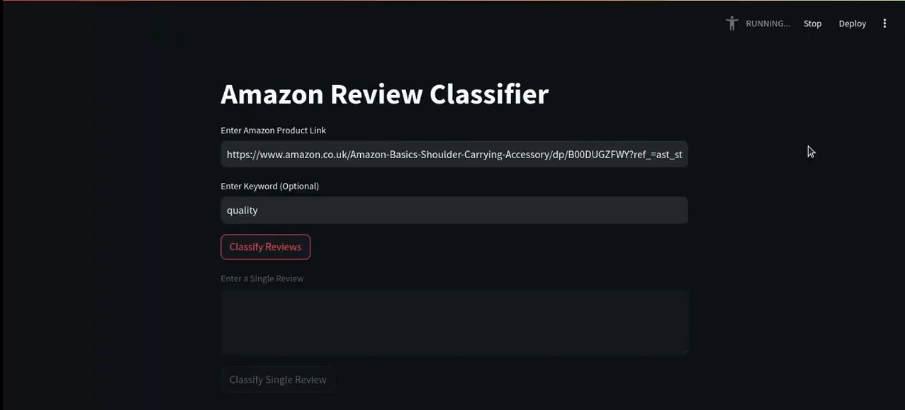 RUNNING... Stop Deploy
Amazon Review Classifier
Enter Amazon Product Link
https://www.amazon.co.uk/Amazon-Basics-Shoulder-Carrying-Accessory/dp/B00DUGZFWY?ref_=ast_st
Enter Keyword (Optional)
quality
Classify Reviews
Enter a Single Review
Classify Single Review